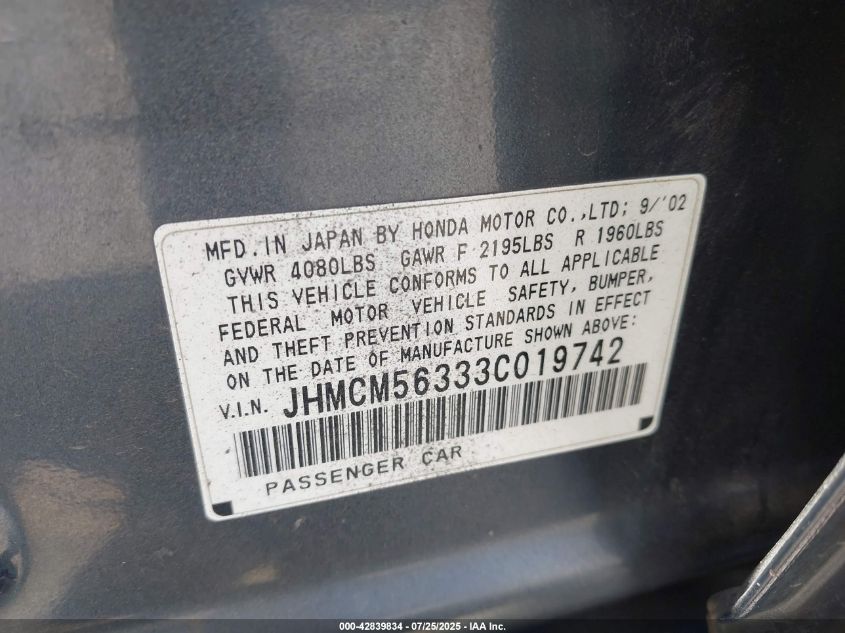 MFD. IN JAPAN BY HONDA MOTOR CO.,LTD; 9/'02
GVWR 4080LBS GAWR F 2195LBS R 1960LBS
THIS VEHICLE CONFORMS TO ALL APPLICABLE
FEDERAL MOTOR VEHICLE SAFETY, BUMPER,
AND THEFT PREVENTION STANDARDS IN EFFECT
ON THE DATE OF MANUFACTURE SHOWN ABOVE:
V.I.N. JHMCM56333C019742
PASSENGER CAR
000-42839834 - 07/25/2025 - IAA Inc.